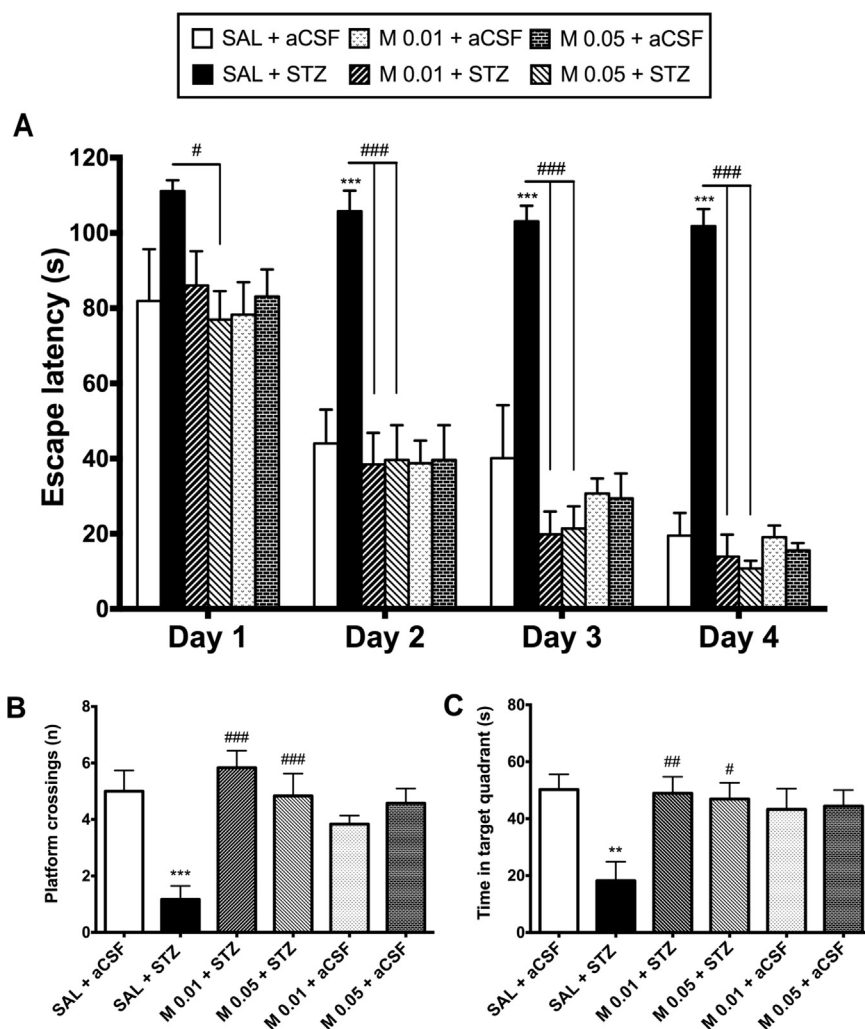 SAL + aCSF M 0.01 + aCSF M 0.05 + aCSF
SAL + STZ M 0.01 + STZ M 0.05 + STZ
A
# ### ### ###
*** *** ***
120
100
80
60
40
20
0
Escape latency (s)
Day 1 Day 2 Day 3 Day 4
B
Platform crossings (n)
8
6
4
2
0
### ###
***
SAL + aCSF
SAL + STZ
M 0.01 + STZ
M 0.05 + STZ
M 0.01 + aCSF
M 0.05 + aCSF
C
Time in target quadrant (s)
80
60
40
20
0
## #
**
SAL + aCSF
SAL + STZ
M 0.01 + STZ
M 0.05 + STZ
M 0.01 + aCSF
M 0.05 + aCSF